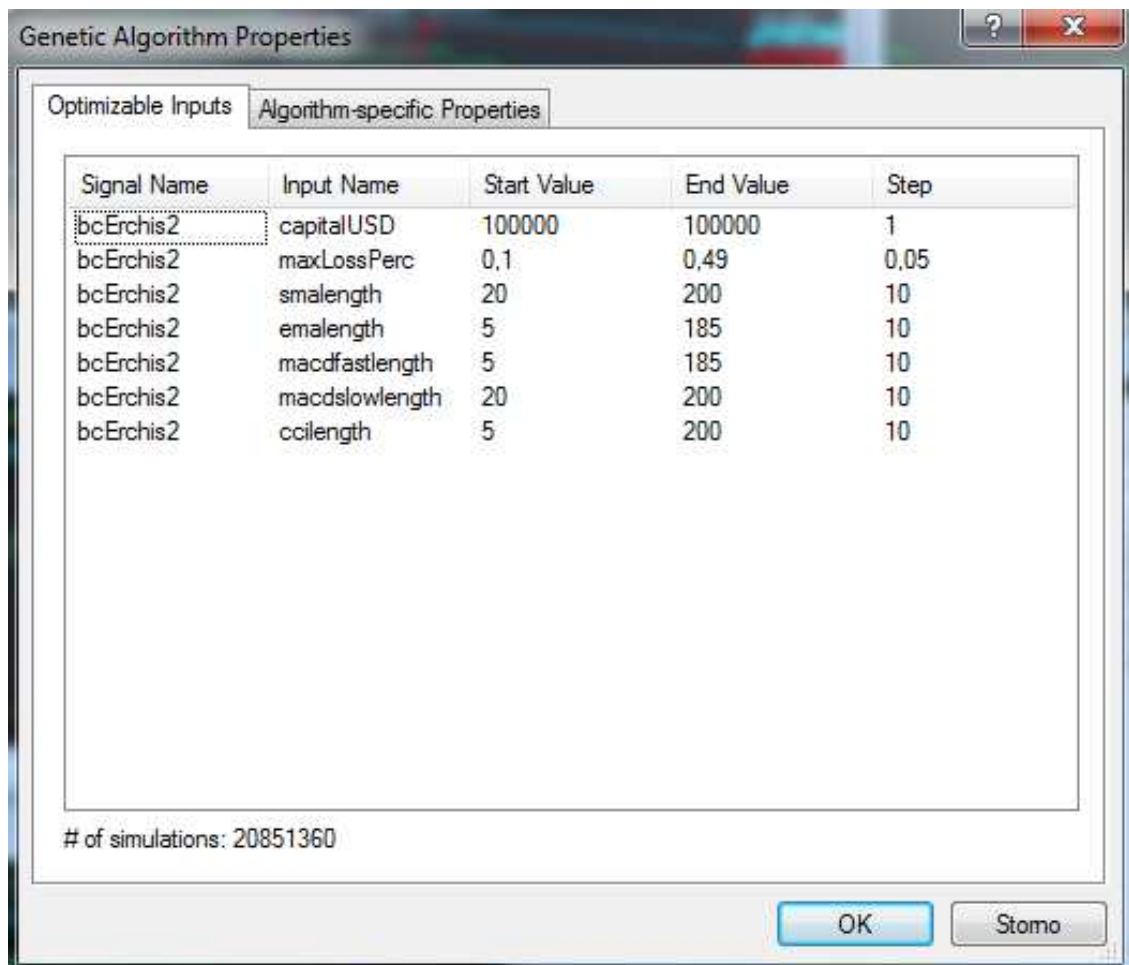 Genetic Algorithm Properties
Optimizable Inputs Algorithm-specific Properties
Signal Name Input Name Start Value End Value Step
bcErchis2 capitalUSD 100000 100000 1
bcErchis2 maxLossPerc 0,1 0,49 0,05
bcErchis2 smalength 20 200 10
bcErchis2 emalength 5 185 10
bcErchis2 macdfastlength 5 185 10
bcErchis2 macdslowlength 20 200 10
bcErchis2 ccilength 5 200 10
# of simulations: 20851360
OK Storno